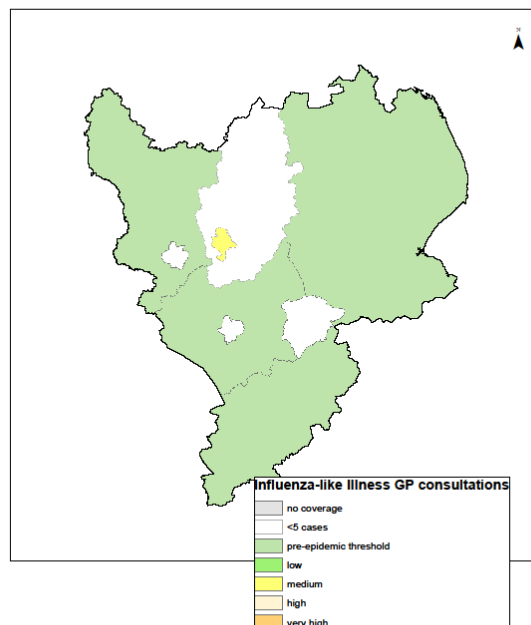 Influenza-like Illness GP consultations
no coverage
<5 cases
pre-epidemic threshold
low
medium
high
very high